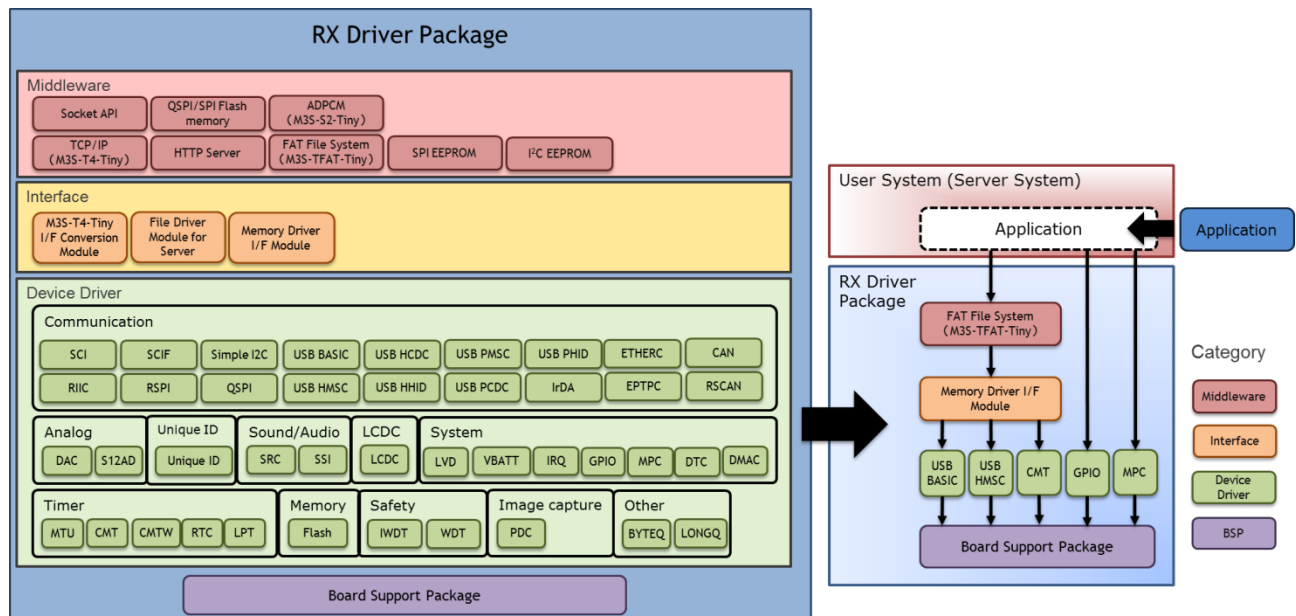 RX Driver Package
Middleware
Socket API
QSPI/SPI Flash
memory
ADPCM
(M3S-S2-Tiny)
TCP/IP
(M3S-T4-Tiny)
HTTP Server
FAT File System
(M3S-TFAT-Tiny)
SPI EEPROM
I²C EEPROM
Interface
M3S-T4-Tiny
I/F Conversion
Module
File Driver
Module for
Server
Memory Driver
I/F Module
Device Driver
Communication
SCI
SCIF
Simple I2C
USB BASIC
USB HCDC
USB PMSC
USB PHID
ETHERC
CAN
RIIC
RSPI
QSPI
USB HMSC
USB HHID
USB PCDC
IrDA
EPTPC
RSCAN
Analog
DAC
S12AD
Unique ID
Unique ID
Sound/Audio
SRC
SSI
LCDC
LCDC
System
LVD
VBATT
IRQ
GPIO
MPC
DTC
DMAC
Timer
MTU
CMT
CMTW
RTC
LPT
Memory
Flash
Safety
IWDT
WDT
Image capture
PDC
Other
BYTEQ
LONGQ
Board Support Package
User System (Server System)
Application
Application
RX Driver
Package
FAT File System
(M3S-TFAT-Tiny)
Memory Driver I/F
Module
USB
BASIC
USB
HMSC
CMT
GPIO
MPC
Board Support Package
Category
Middleware
Interface
Device
Driver
BSP